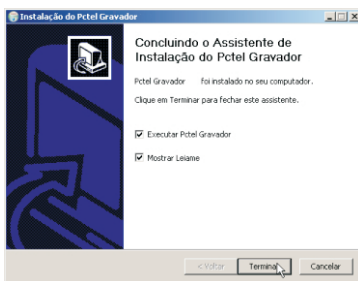 Instalação do Pctel Gravador
Concluindo o Assistente de
Instalação do Pctel Gravador
Pctel Gravador foi instalado no seu computador.
Clique em Terminar para fechar este assistente.
Executar Pctel Gravador
Mostrar Leiame
< Voltar Terminar Cancelar